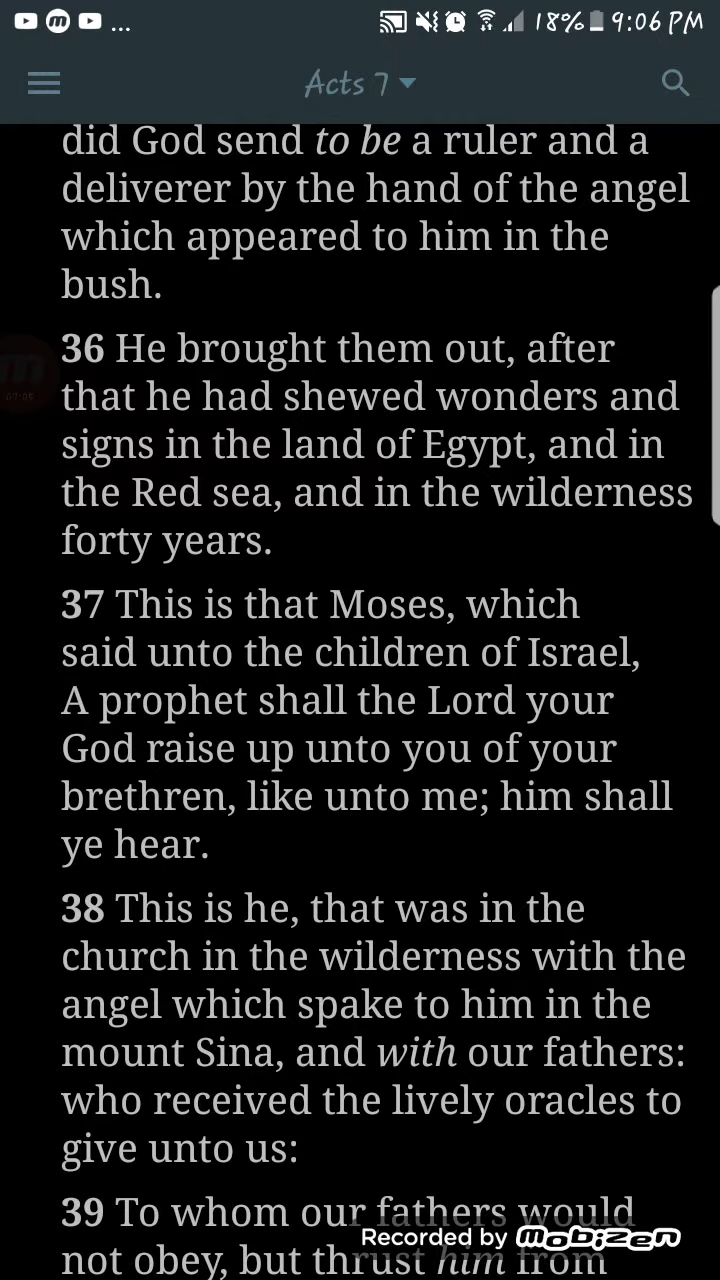 ... 18% 9:06 PM
Acts 7
did God send to be a ruler and a
deliverer by the hand of the angel
which appeared to him in the
bush.
36 He brought them out, after
that he had shewed wonders and
signs in the land of Egypt, and in
the Red sea, and in the wilderness
forty years.
37 This is that Moses, which
said unto the children of Israel,
A prophet shall the Lord your
God raise up unto you of your
brethren, like unto me; him shall
ye hear.
38 This is he, that was in the
church in the wilderness with the
angel which spake to him in the
mount Sina, and with our fathers:
who received the lively oracles to
give unto us:
39 To whom our fathers would
Recorded by mobizen
not obey, but thrust him from